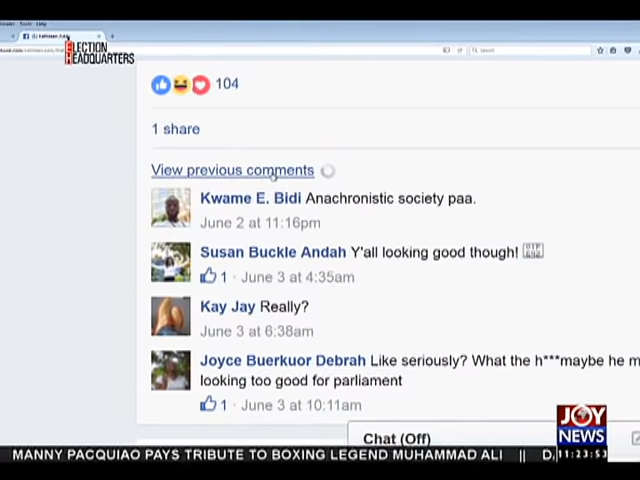 Tools Help
ELECTION
HEADQUARTERS
Search
104
1 share
View previous comments
Kwame E. Bidi Anachronistic society paa.
June 2 at 11:16pm
Susan Buckle Andah Y'all looking good though!
1 · June 3 at 4:35am
Kay Jay Really?
June 3 at 6:38am
Joyce Buerkuor Debrah Like seriously? What the h***maybe he m
looking too good for parliament
1 · June 3 at 10:11am
Chat (Off)
JOY
NEWS
MANNY PACQUIAO PAYS TRIBUTE TO BOXING LEGEND MUHAMMAD ALI || D.
11:23:53